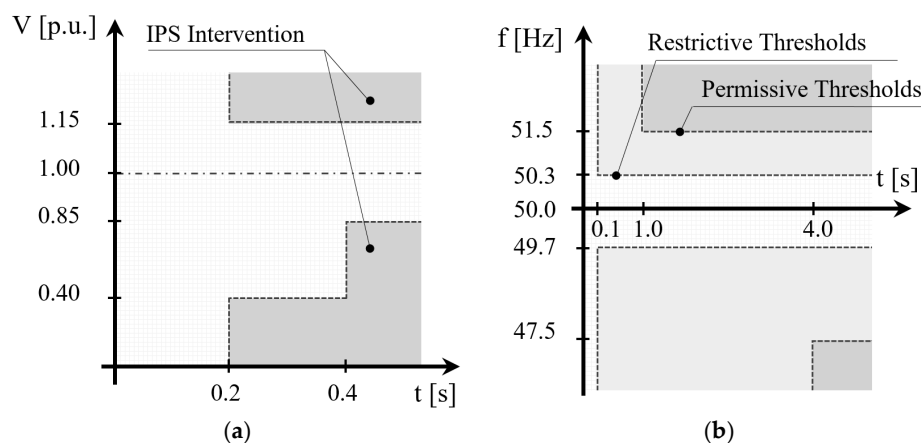 V [p.u.]
IPS Intervention
1.15
1.00
0.85
0.40
0.2
0.4
t [s]
(a)
f [Hz]
Restrictive Thresholds
Permissive Thresholds
51.5
50.3
t [s]
50.0
0.1
1.0
4.0
49.7
47.5
(b)